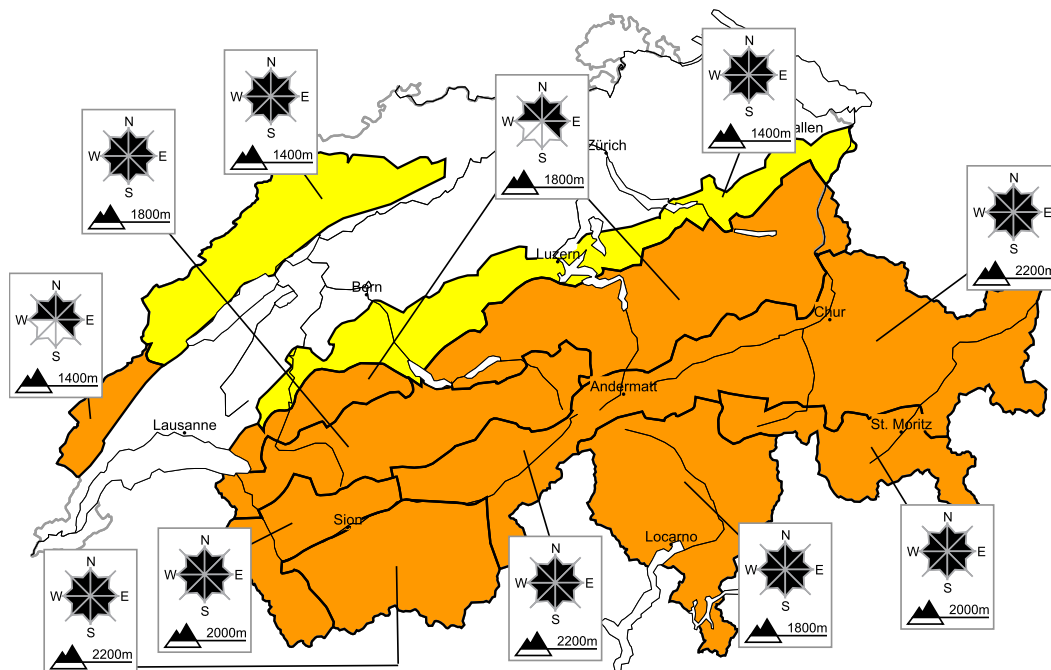 N
W E
S
1400m
N
W E
S
1400m
allen
N
W E
S
1800m
Zürich
N
W E
S
1800m
N
W E
S
2200m
Luzern
Bern
N
W E
S
1400m
Chur
Andermatt
Lausanne
St. Moritz
Sion
Locarno
N
W E
S
2000m
N
W E
S
2200m
N
W E
S
2200m
N
W E
S
1800m
N
W E
S
2000m